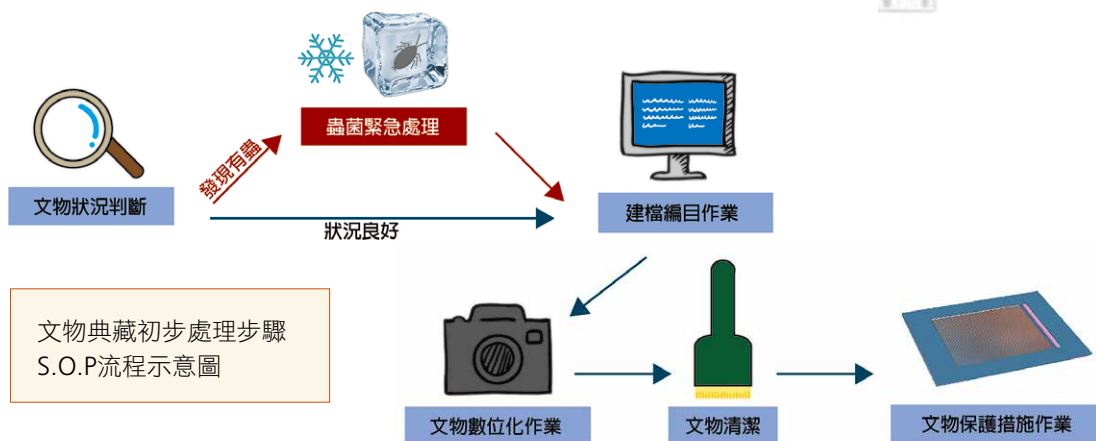 蟲菌緊急處理
發現有蟲
文物狀況判斷
狀況良好
建檔編目作業
文物典藏初步處理步驟
S.O.P流程示意圖
文物數位化作業
文物清潔
文物保護措施作業